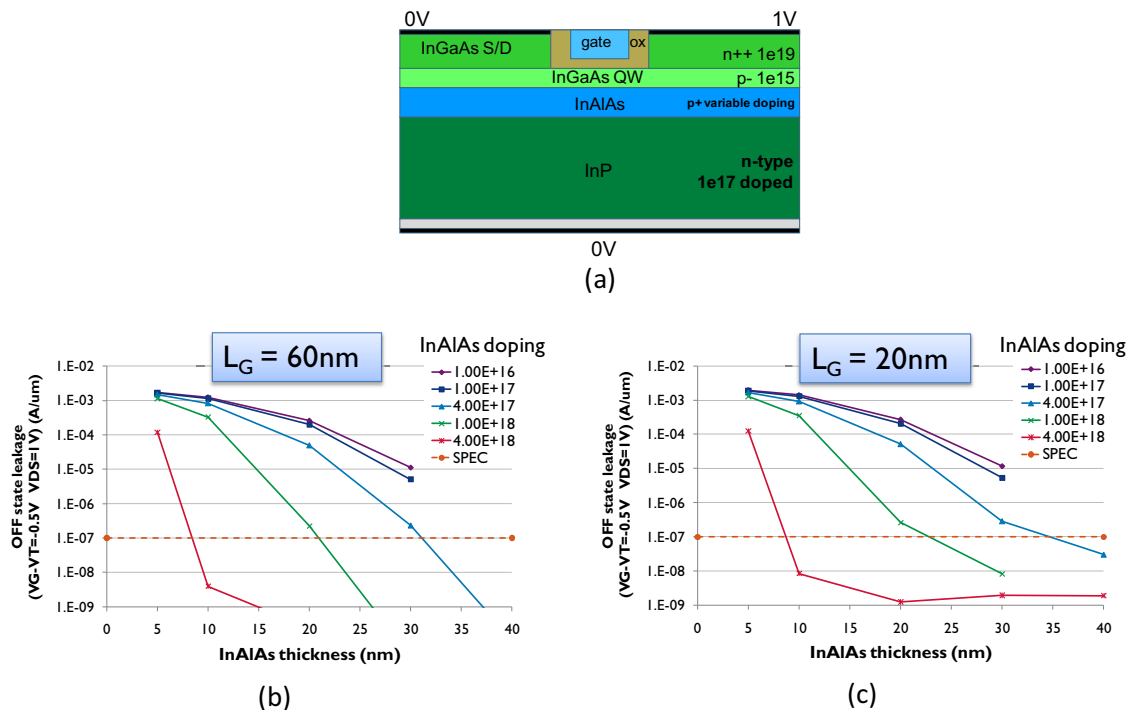 0V
1V
gate
ox
InGaAs S/D
n++ 1e19
InGaAs QW
p- 1e15
InAlAs
p+ variable doping
InP
n-type
1e17 doped
0V
(a)
L_G = 60nm
InAlAs doping
1.00E+16
1.00E+17
4.00E+17
1.00E+18
4.00E+18
SPEC
OFF state leakage
(VG-VT=-0.5V VDS=1V) (A/um)
1.E-02
1.E-03
1.E-04
1.E-05
1.E-06
1.E-07
1.E-08
1.E-09
0 5 10 15 20 25 30 35 40
InAlAs thickness (nm)
(b)
L_G = 20nm
InAlAs doping
1.00E+16
1.00E+17
4.00E+17
1.00E+18
4.00E+18
SPEC
OFF state leakage
(VG-VT=-0.5V VDS=1V) (A/um)
1.E-02
1.E-03
1.E-04
1.E-05
1.E-06
1.E-07
1.E-08
1.E-09
0 5 10 15 20 25 30 35 40
InAlAs thickness (nm)
(c)